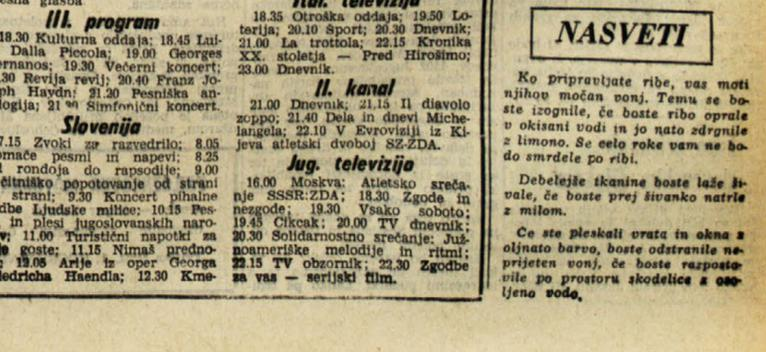 esna glasba
III. program
18.30 Kulturna oddaja; 18.45 Lui-
Dalla Piccola; 19.00 Georges
ernanos; 19.30 Večerni koncert;
.30 Revija revij; 20.40 Franz Jo-
ph Haydn; 21.20 Pesniška an-
logija; 21 Simfonični koncert.
Slovenija
7.15 Zvoki za razvedrilo; 8.05
omače pesmi in napevi; 8.25
rondoja do rapsodije; 9.00
čitniško popotovanje od strani
strani; 9.30 Koncert pihalne
dbe Ljudske milice; 10.15 Pes-
in plesi jugoslovanskih naro-
v; 11.00 Turistični napotki za
je goste; 11.15 Nimaš predno-
12.05 Arije iz oper Georga
edricha Haendla; 12.30 Kme-
Ital. televizija
18.35 Otroška oddaja; 19.50 Lo-
terija; 20.10 Šport; 20.30 Dnevnik;
21.00 La trottola; 22.15 Kronika
XX. stoletja — Pred Hirošimo;
23.00 Dnevnik.
II. kanal
21.00 Dnevnik; 21.15 Il diavolo
zoppo; 21.40 Dela in dnevi Miche-
langela; 22.10 V Evroviziji iz Ki-
jeva atletski dvoboj SZ-ZDA.
Jug. televizija
16.00 Moskva: Atletsko sreča-
nje SSSR:ZDA; 18.30 Zgode in
nezgode; 19.30 Vsako soboto;
19.45 Cikcak; 20.00 TV dnevnik;
20.30 Solidarnostno srečanje: Juž-
noameriške melodije in ritmi;
22.15 TV obzornik; 22.30 Zgodbe
za vas — serijski film.
NASVETI
Ko pripravljate ribe, vas moti
njihov močan vonj. Temu se bo-
ste izognile, če boste ribo oprale
v okisani vodi in jo nato zdrgnile
z limono. Se celo roke vam ne bo-
do smrdele po ribi.
Debelejše tkanine boste laže ši-
vale, če boste prej šivanko natrle
z milom.
Če ste pleskali vrata in okna z
oljnato barvo, boste odstranile ne-
prijeten vonj, če boste razposta-
vile po prostoru skodelice z oso-
ljeno vodo.